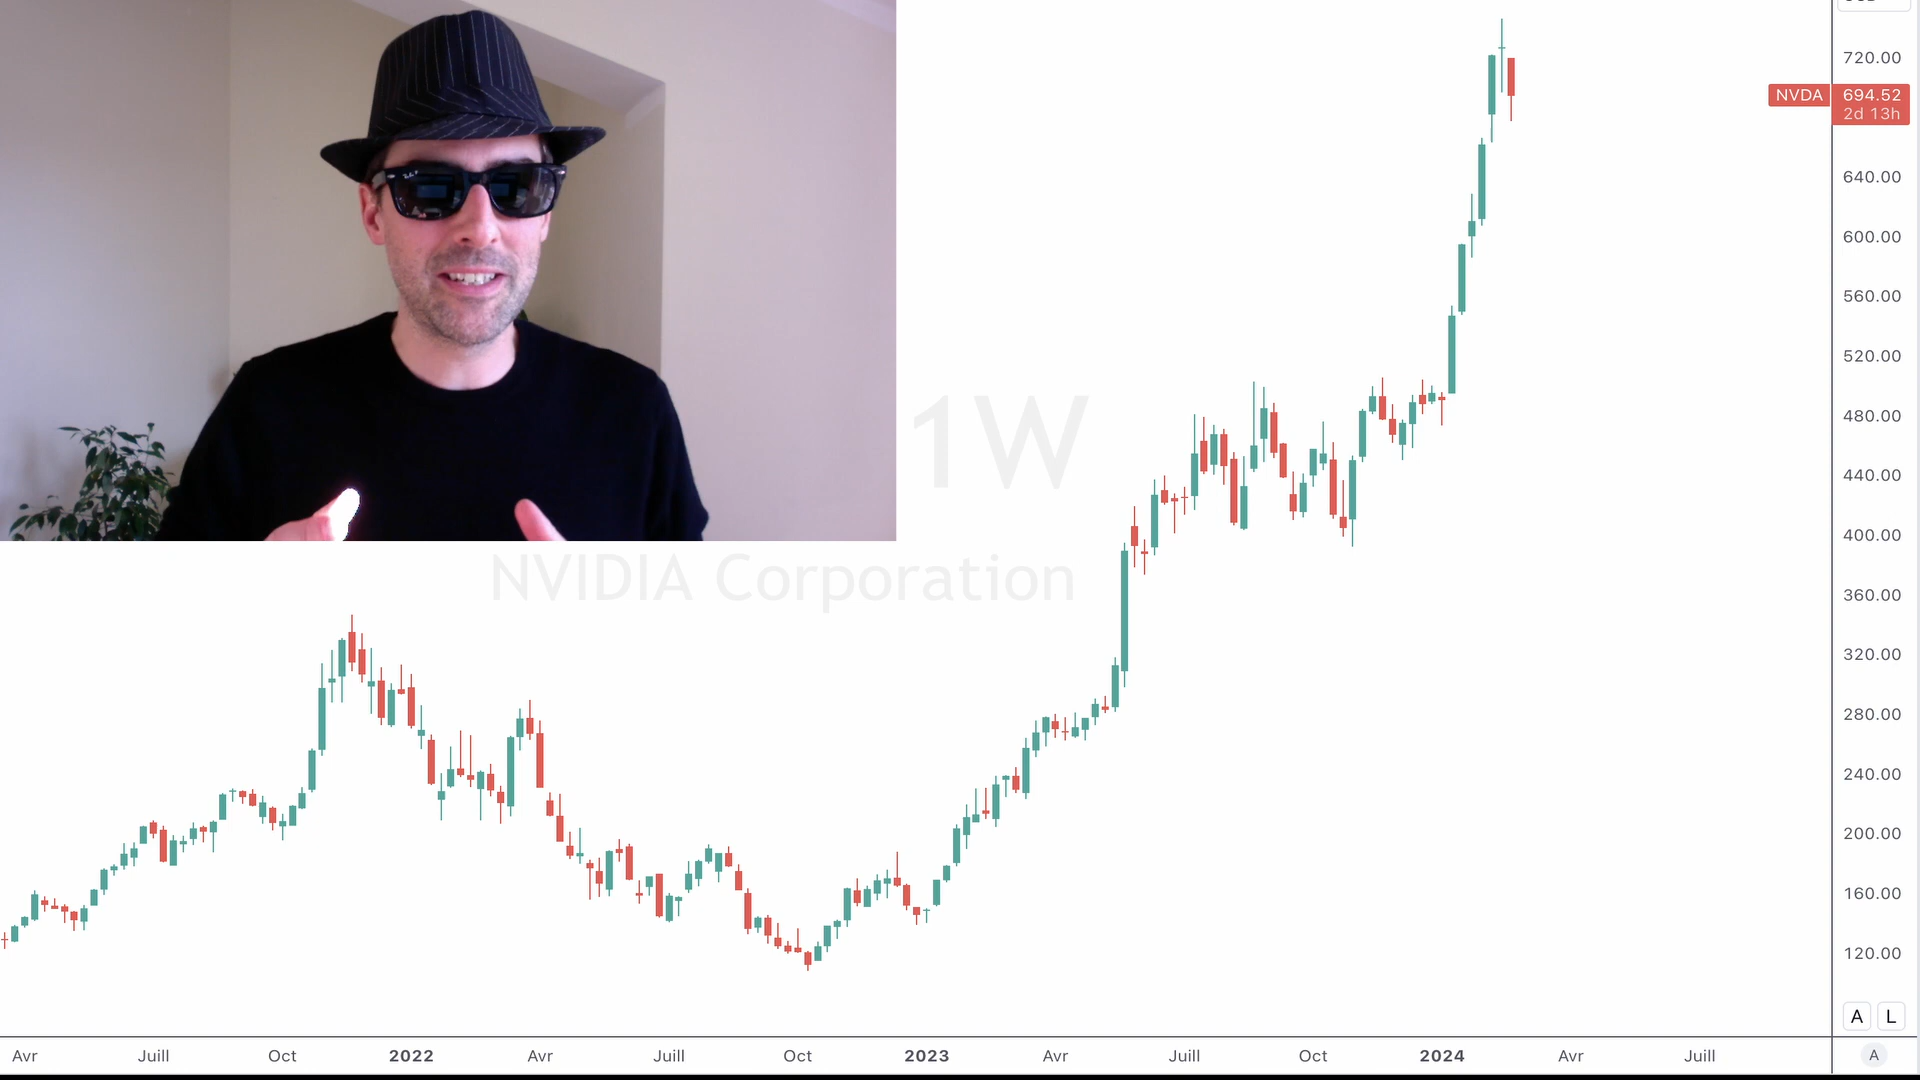 1W
NVIDIA Corporation
720.00
NVDA 694.52
2d 13h
640.00
600.00
560.00
520.00
480.00
440.00
400.00
360.00
320.00
280.00
240.00
200.00
160.00
120.00
A L
Avr Juill Oct 2022 Avr Juill Oct 2023 Avr Juill Oct 2024 Avr Juill A